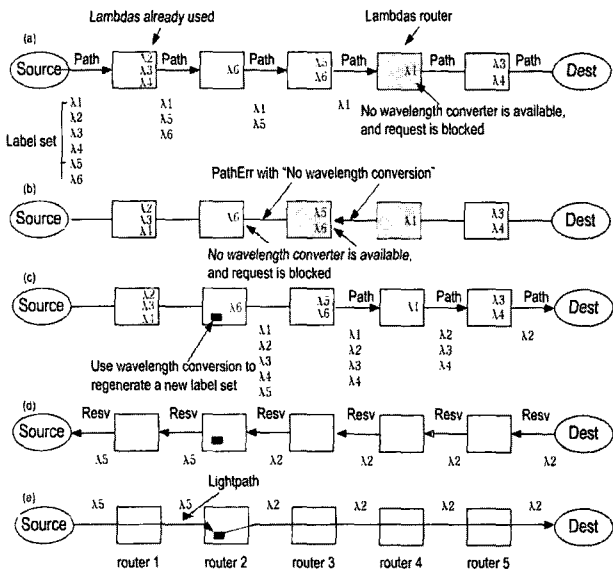 Lambdas already used
Lambdas router
(a)
Path Path Path Path Path Path
Source
λ2
λ3
λ4
λ6
λ5
λ6
λ1
λ3
λ4
Dest
Label set
λ1
λ2
λ3
λ4
λ5
λ6
λ1
λ5
λ6
λ1
λ5
λ1
No wavelength converter is available,
and request is blocked
(b)
PathErr with "No wavelength conversion"
Source
λ2
λ3
λ1
λ6
λ5
λ6
λ1
λ3
λ4
Dest
No wavelength converter is available,
and request is blocked
(c)
Path Path Path
Source
λ2
λ3
λ6
λ5
λ6
λ3
λ4
Dest
Use wavelength conversion to
regenerate a new label set
λ1
λ2
λ3
λ4
λ5
λ1
λ2
λ3
λ4
λ2
λ3
λ4
λ2
(d)
Resv Resv Resv Resv Resv Resv
Source
Dest
λ5 λ5 λ2 λ2 λ2 λ2
(e)
Lightpath
λ5 λ5 λ2 λ2 λ2 λ2
Source
Dest
router 1 router 2 router 3 router 4 router 5